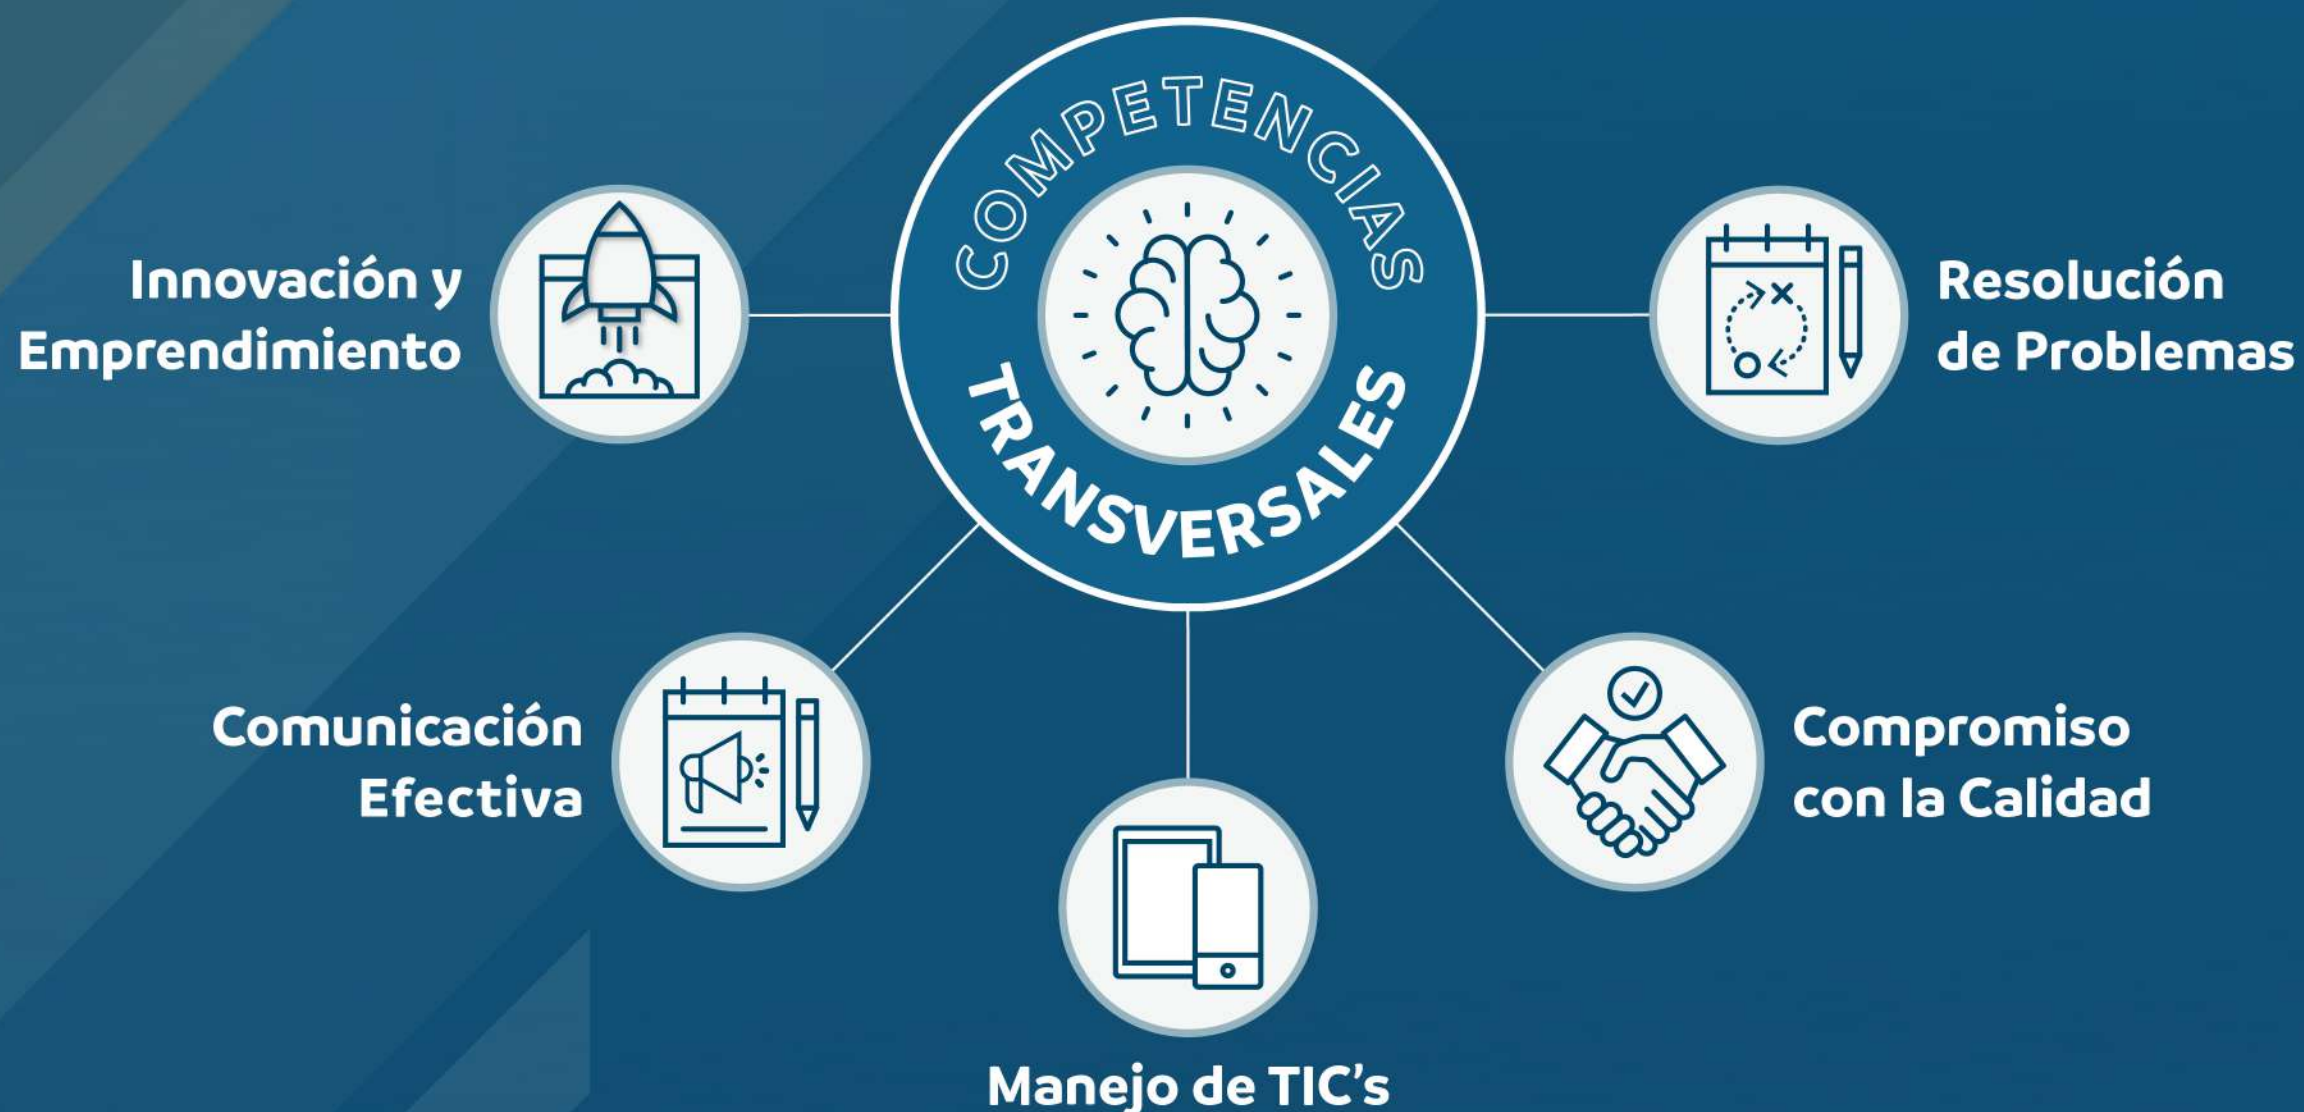 COMPETENCIAS
TRANSVERSALES
Innovación y
Emprendimiento
Resolución
de Problemas
Comunicación
Efectiva
Compromiso
con la Calidad
Manejo de TIC’s